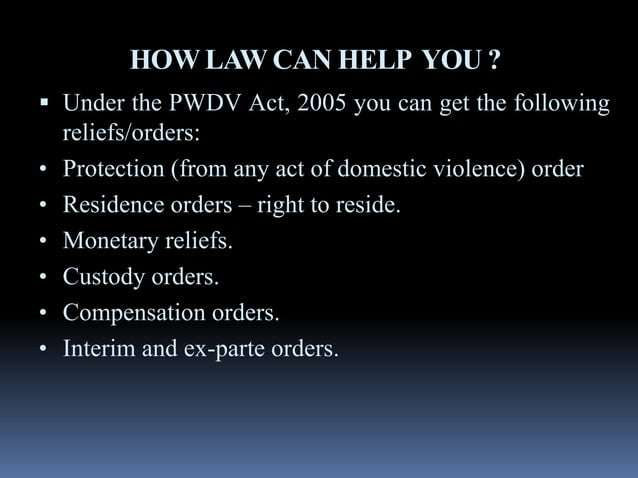 HOW LAW CAN HELP YOU ?
▪ Under the PWDV Act, 2005 you can get the following
reliefs/orders:
• Protection (from any act of domestic violence) order
• Residence orders – right to reside.
• Monetary reliefs.
• Custody orders.
• Compensation orders.
• Interim and ex-parte orders.